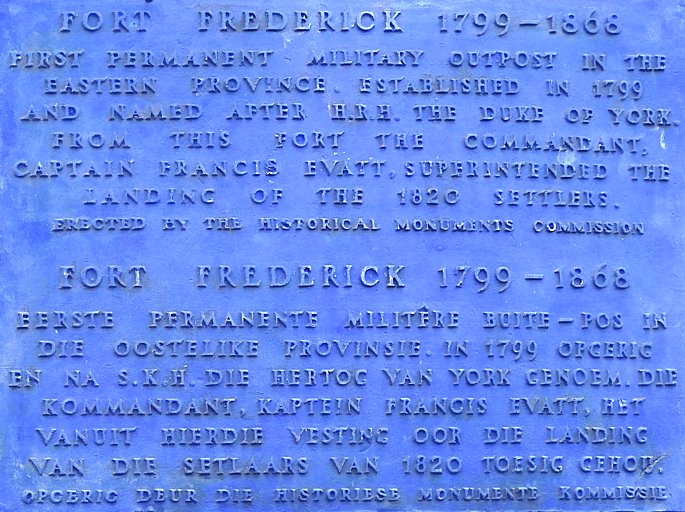 FORT FREDERICK 1799-1868
FIRST PERMANENT MILITARY OUTPOST IN THE
EASTERN PROVINCE. ESTABLISHED IN 1799
AND NAMED AFTER H.R.H. THE DUKE OF YORK.
FROM THIS FORT THE COMMANDANT,
CAPTAIN FRANCIS EVATT, SUPERINTENDED THE
LANDING OF THE 1820 SETTLERS.
ERECTED BY THE HISTORICAL MONUMENTS COMMISSION
FORT FREDERICK 1799-1868
EERSTE PERMANENTE MILITÊRE BUITE-POS IN
DIE OOSTELIKE PROVINSIE. IN 1799 OPGERIG
EN NA S.K.H. DIE HERTOG VAN YORK GENOEM. DIE
KOMMANDANT, KAPTEIN FRANCIS EVATT, HET
VANUIT HIERDIE VESTING OOR DIE LANDING
VAN DIE SETLAARS VAN 1820 TOESIG GEHOU.
OPGERIG DEUR DIE HISTORIESE MONUMENTE KOMMISSIE.